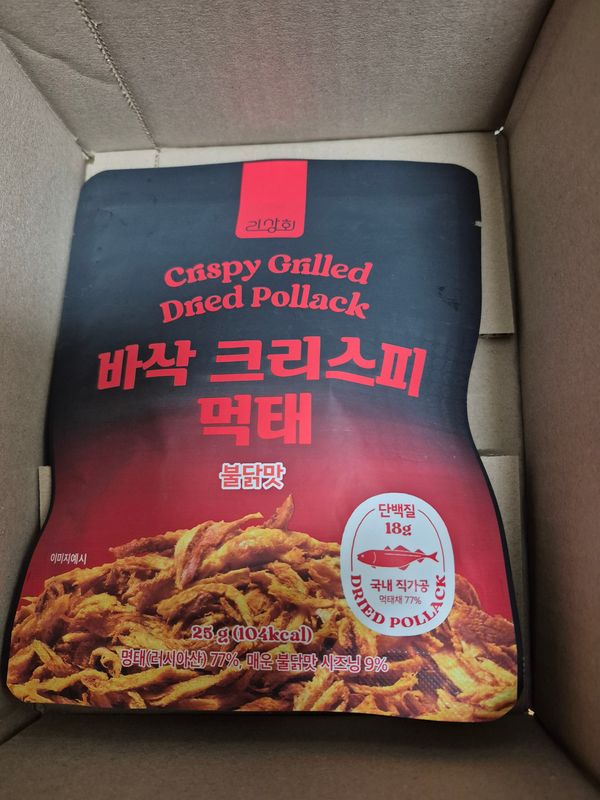 리상회
Crispy Grilled
Dried Pollack
바삭 크리스피
먹태
불닭맛
단백질
18g
국내 직가공
먹태채 77%
DRIED POLLACK
이미지예시
25 g (104kcal)
명태(러시아산) 77%, 매운 불닭맛 시즈닝 9%